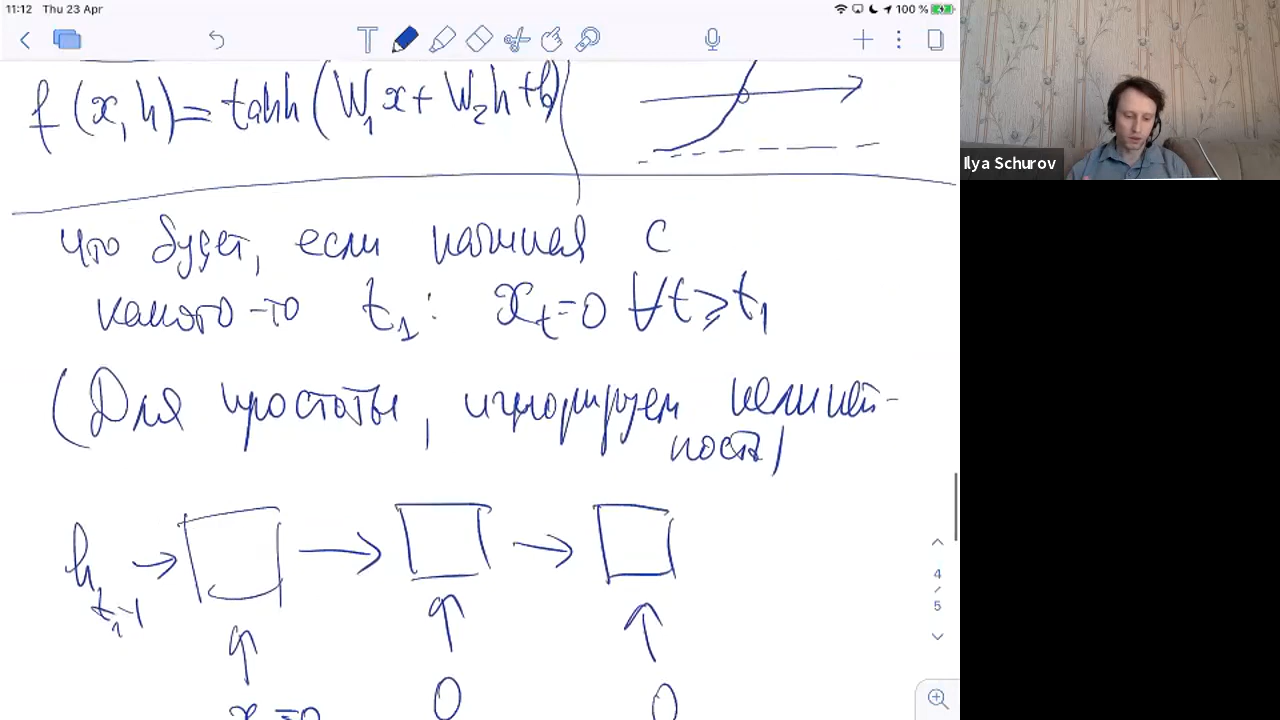 11:12 Thu 23 Apr
100 %
T
Ilya Schurov
f(x, h) = tanh(W₁x + W₂h + b)
что будет, если начиная с
какого-то t₁: xₜ=0 ∀t≥t₁
(Для простоты, игнорируем нелиней-
ность)
h t₁-1
4
/
5
0 0